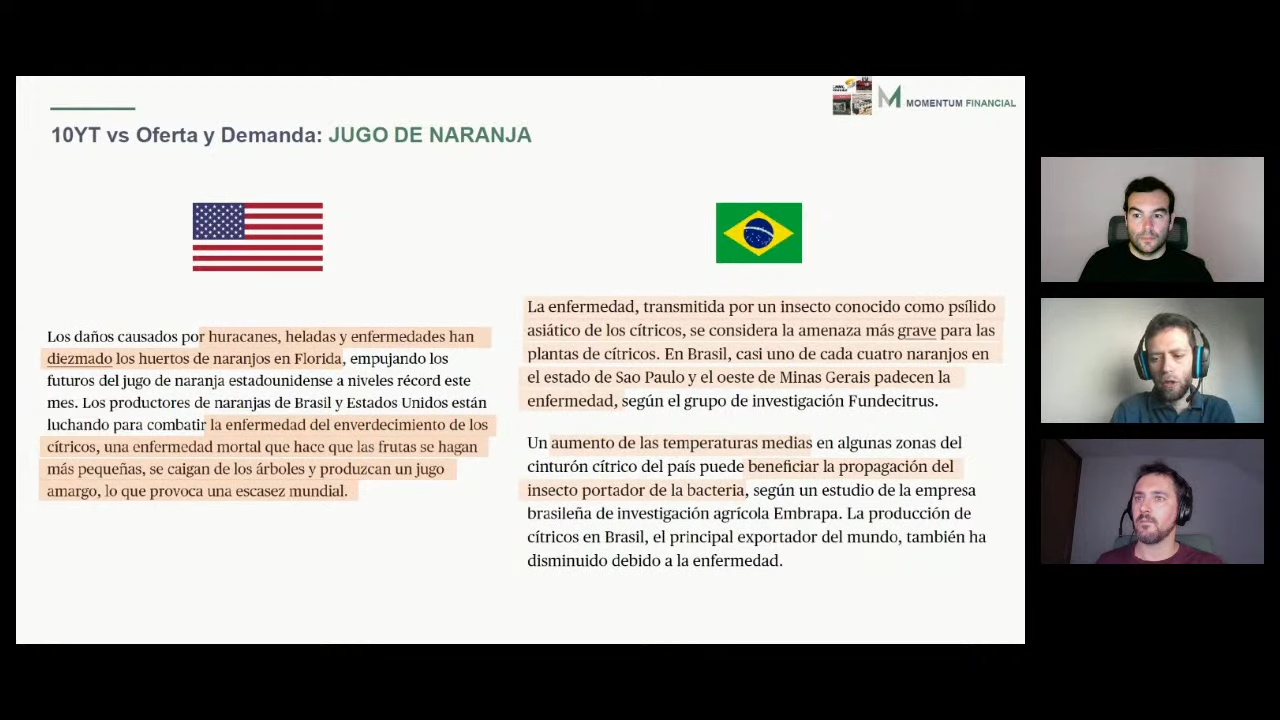 MOMENTUM FINANCIAL
10YT vs Oferta y Demanda: JUGO DE NARANJA
Los daños causados por huracanes, heladas y enfermedades han
diezmado los huertos de naranjos en Florida, empujando los
futuros del jugo de naranja estadounidense a niveles récord este
mes. Los productores de naranjas de Brasil y Estados Unidos están
luchando para combatir la enfermedad del enverdecimiento de los
cítricos, una enfermedad mortal que hace que las frutas se hagan
más pequeñas, se caigan de los árboles y produzcan un jugo
amargo, lo que provoca una escasez mundial.
La enfermedad, transmitida por un insecto conocido como psílido
asiático de los cítricos, se considera la amenaza más grave para las
plantas de cítricos. En Brasil, casi uno de cada cuatro naranjos en
el estado de Sao Paulo y el oeste de Minas Gerais padecen la
enfermedad, según el grupo de investigación Fundecitrus.
Un aumento de las temperaturas medias en algunas zonas del
cinturón cítrico del país puede beneficiar la propagación del
insecto portador de la bacteria, según un estudio de la empresa
brasileña de investigación agrícola Embrapa. La producción de
cítricos en Brasil, el principal exportador del mundo, también ha
disminuido debido a la enfermedad.